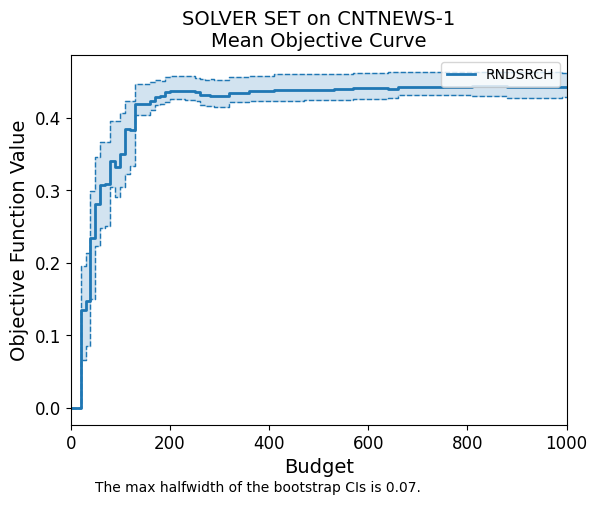 SOLVER SET on CNTNEWS-1
Mean Objective Curve
RNDSRCH
Objective Function Value
0.4
0.3
0.2
0.1
0.0
0 200 400 600 800 1000
Budget
The max halfwidth of the bootstrap CIs is 0.07.